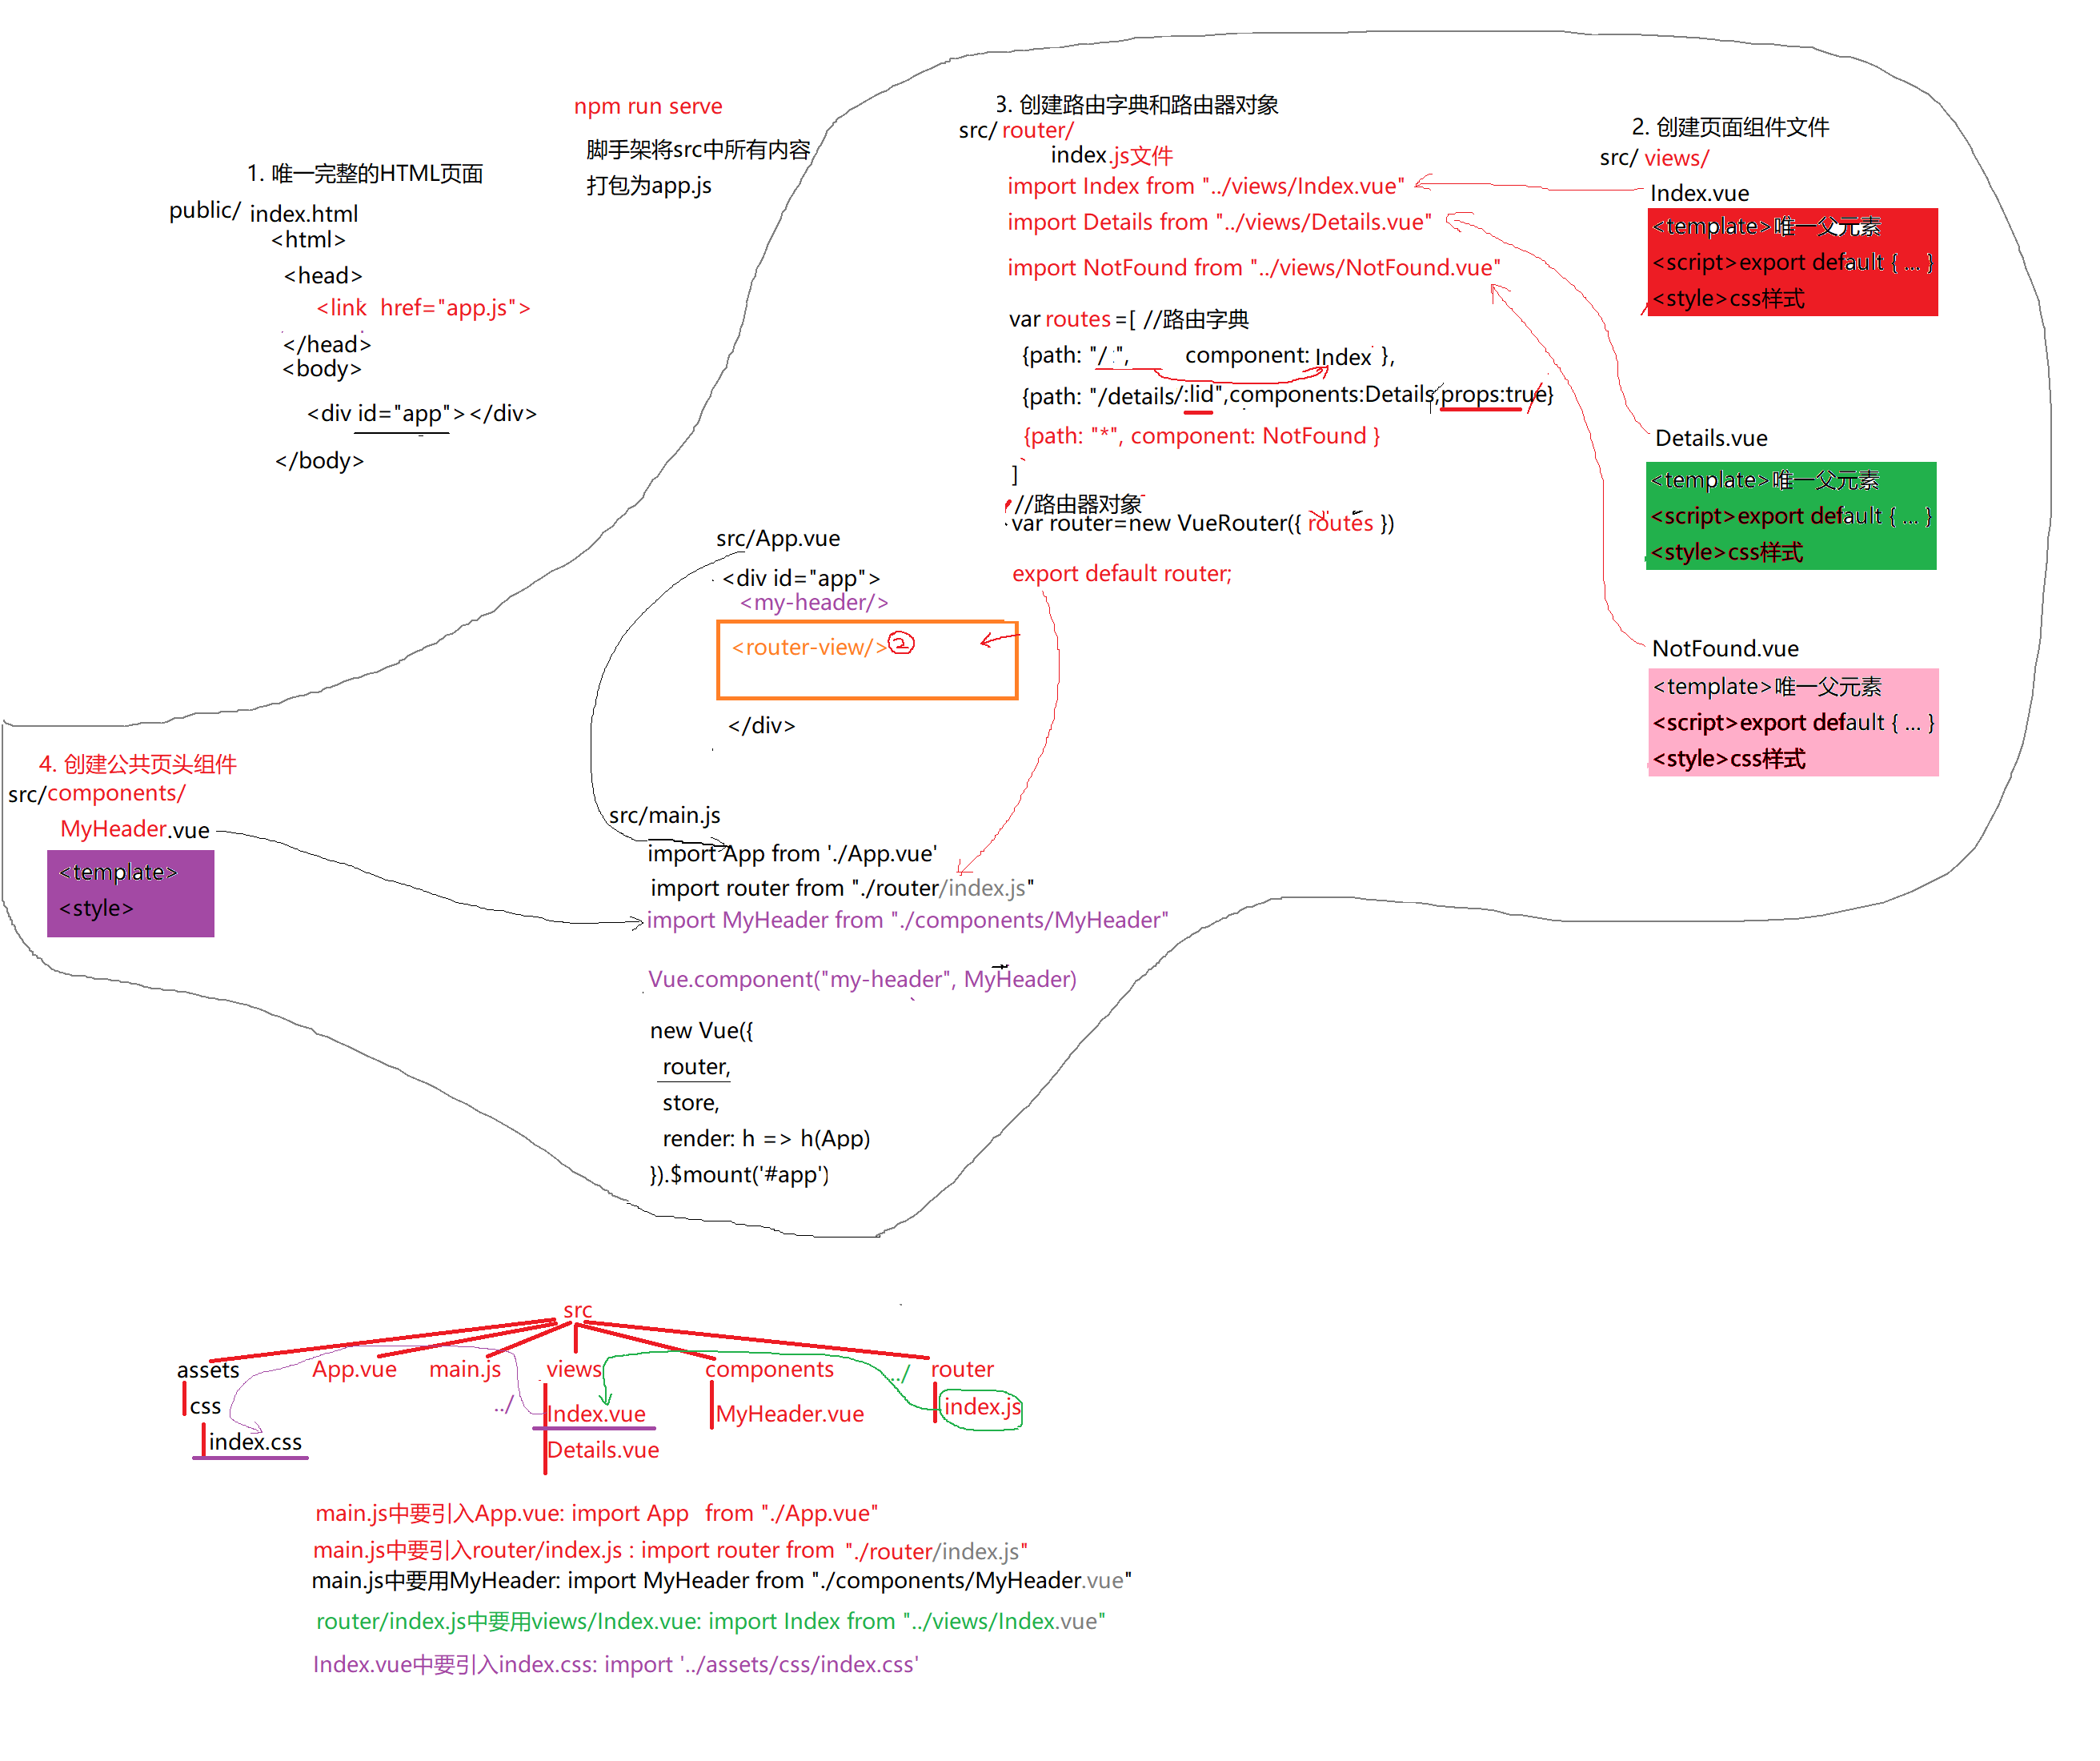 1. 唯一完整的HTML页面
public/ index.html
<html>
<head>
<link  href="app.js">
</head>
<body>
<div id="app"></div>
</body>
npm run serve
脚手架将src中所有内容
打包为app.js
3. 创建路由字典和路由器对象
src/ router/
index.js文件
import Index from "../views/Index.vue"
import Details from "../views/Details.vue"
import NotFound from "../views/NotFound.vue"
var routes =[ //路由字典
{path: "/ ", component: Index },
{path: "/details/:lid",components:Details,props:true}
{path: "*", component: NotFound }
]
//路由器对象
var router=new VueRouter({ routes })
export default router;
2. 创建页面组件文件
src/ views/
Index.vue
<template>唯一父元素
<script>export default { ... }
<style>css样式
Details.vue
<template>唯一父元素
<script>export default { ... }
<style>css样式
NotFound.vue
<template>唯一父元素
<script>export default { ... }
<style>css样式
src/App.vue
<div id="app">
<my-header/>
<router-view/>②
</div>
4. 创建公共页头组件
src/components/
MyHeader.vue
<template>
<style>
src/main.js
import App from './App.vue'
import router from "./router/index.js"
import MyHeader from "./components/MyHeader"
Vue.component("my-header", MyHeader)
new Vue({
router,
store,
render: h => h(App)
}).$mount('#app')
src
assets App.vue main.js views components ../ router
css ../ Index.vue MyHeader.vue index.js
index.css Details.vue
main.js中要引入App.vue: import App  from "./App.vue"
main.js中要引入router/index.js : import router from "./router/index.js"
main.js中要用MyHeader: import MyHeader from "./components/MyHeader.vue"
router/index.js中要用views/Index.vue: import Index from "../views/Index.vue"
Index.vue中要引入index.css: import '../assets/css/index.css'